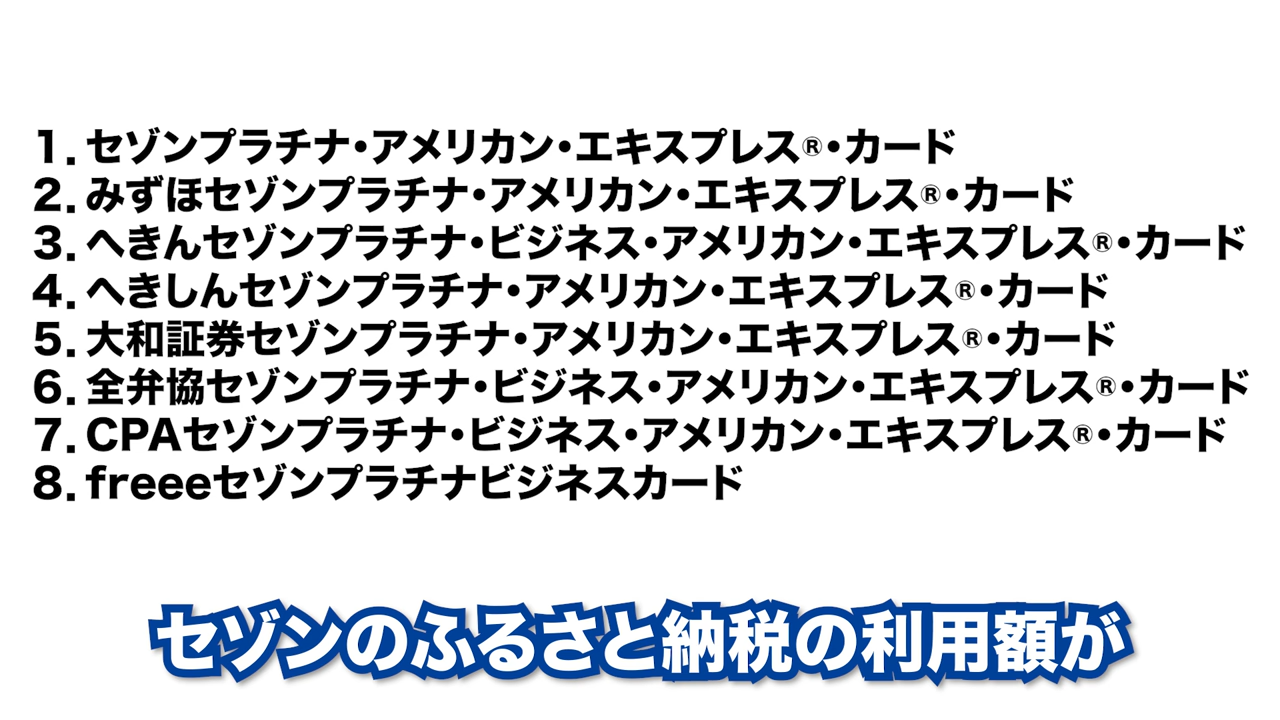 1. セゾンプラチナ・アメリカン・エキスプレス®・カード
2. みずほセゾンプラチナ・アメリカン・エキスプレス®・カード
3. へきんセゾンプラチナ・ビジネス・アメリカン・エキスプレス®・カード
4. へきしんセゾンプラチナ・アメリカン・エキスプレス®・カード
5. 大和証券セゾンプラチナ・アメリカン・エキスプレス®・カード
6. 全弁協セゾンプラチナ・ビジネス・アメリカン・エキスプレス®・カード
7. CPAセゾンプラチナ・ビジネス・アメリカン・エキスプレス®・カード
8. freeeセゾンプラチナビジネスカード
セゾンのふるさと納税の利用額が